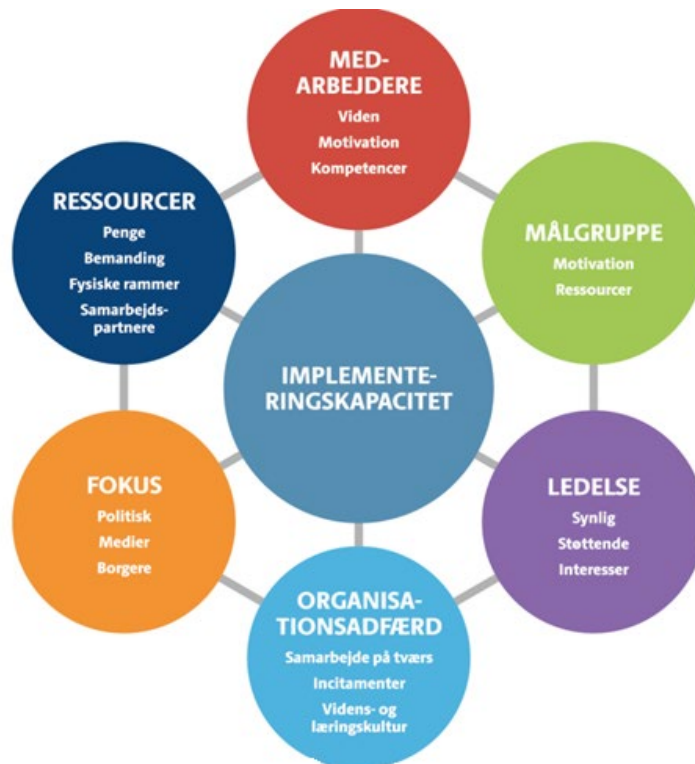 MED-
ARBEJDERE
Viden
Motivation
Kompetencer
RESSOURCER
Penge
Bemanding
Fysiske rammer
Samarbejds-
partnere
MÅLGRUPPE
Motivation
Ressourcer
IMPLEMENTE-
RINGSKAPACITET
FOKUS
Politisk
Medier
Borgere
LEDELSE
Synlig
Støttende
Interesser
ORGANISA-
TIONSADFÆRD
Samarbejde på tværs
Incitamenter
Videns- og
læringskultur